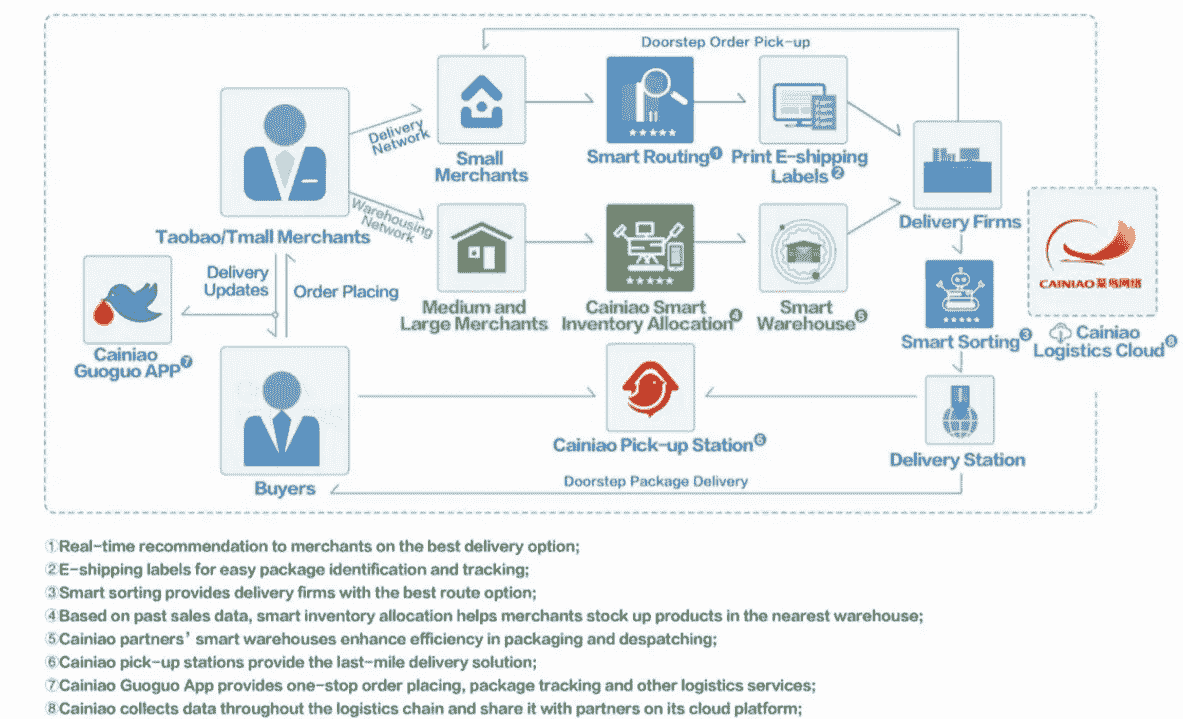 Doorstep Order Pick-up
Delivery
Network
Small
Merchants
Smart Routing①
Print E-shipping
Labels②
Delivery Firms
Taobao/Tmall Merchants
Warehousing
Network
Medium and
Large Merchants
Cainiao Smart
Inventory Allocation④
Smart
Warehouse⑤
CAINIAO 菜鸟网络
Cainiao
Logistics Cloud⑧
Smart Sorting③
Delivery
Updates
Order Placing
Cainiao
Guoguo APP⑦
Cainiao Pick-up Station⑥
Delivery Station
Buyers
Doorstep Package Delivery
①Real-time recommendation to merchants on the best delivery option;
②E-shipping labels for easy package identification and tracking;
③Smart sorting provides delivery firms with the best route option;
④Based on past sales data, smart inventory allocation helps merchants stock up products in the nearest warehouse;
⑤Cainiao partners' smart warehouses enhance efficiency in packaging and despatching;
⑥Cainiao pick-up stations provide the last-mile delivery solution;
⑦Cainiao Guoguo App provides one-stop order placing, package tracking and other logistics services;
⑧Cainiao collects data throughout the logistics chain and share it with partners on its cloud platform;